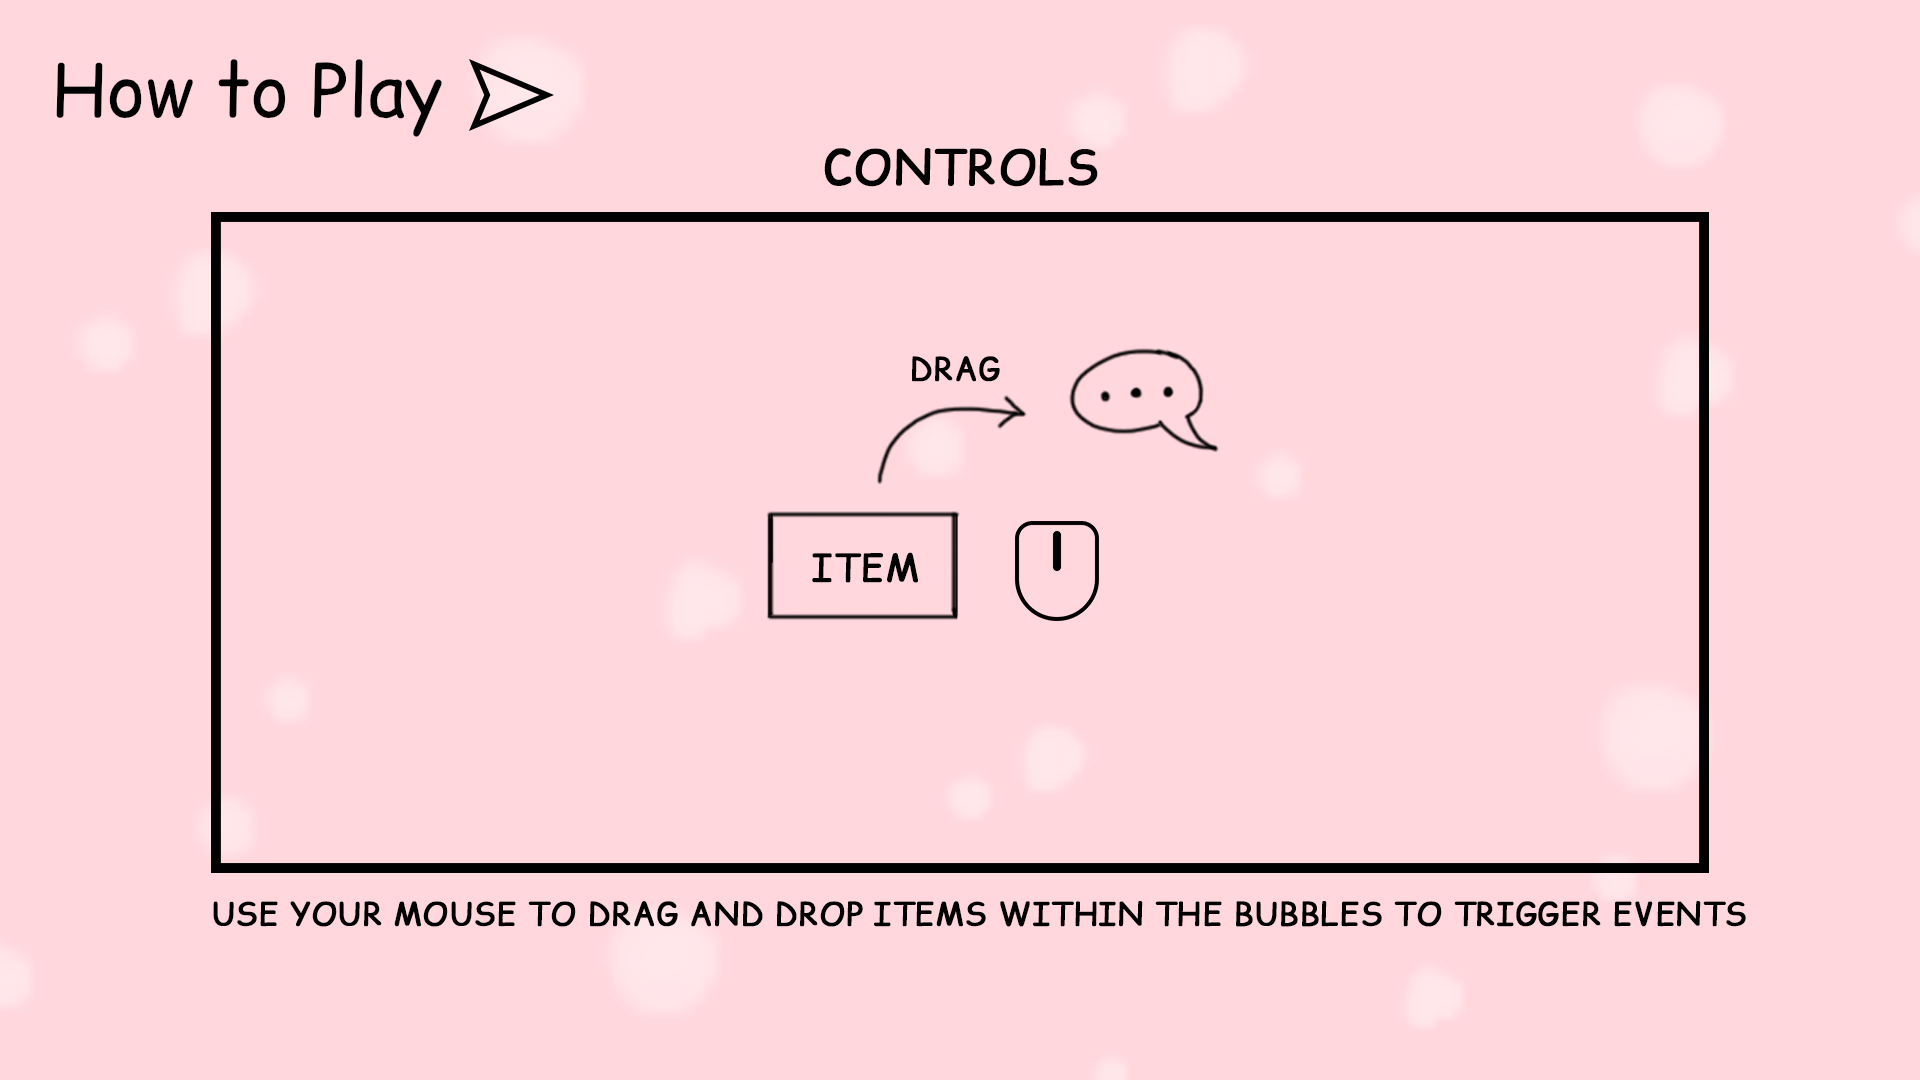 How to Play
CONTROLS
DRAG
ITEM
USE YOUR MOUSE TO DRAG AND DROP ITEMS WITHIN THE BUBBLES TO TRIGGER EVENTS